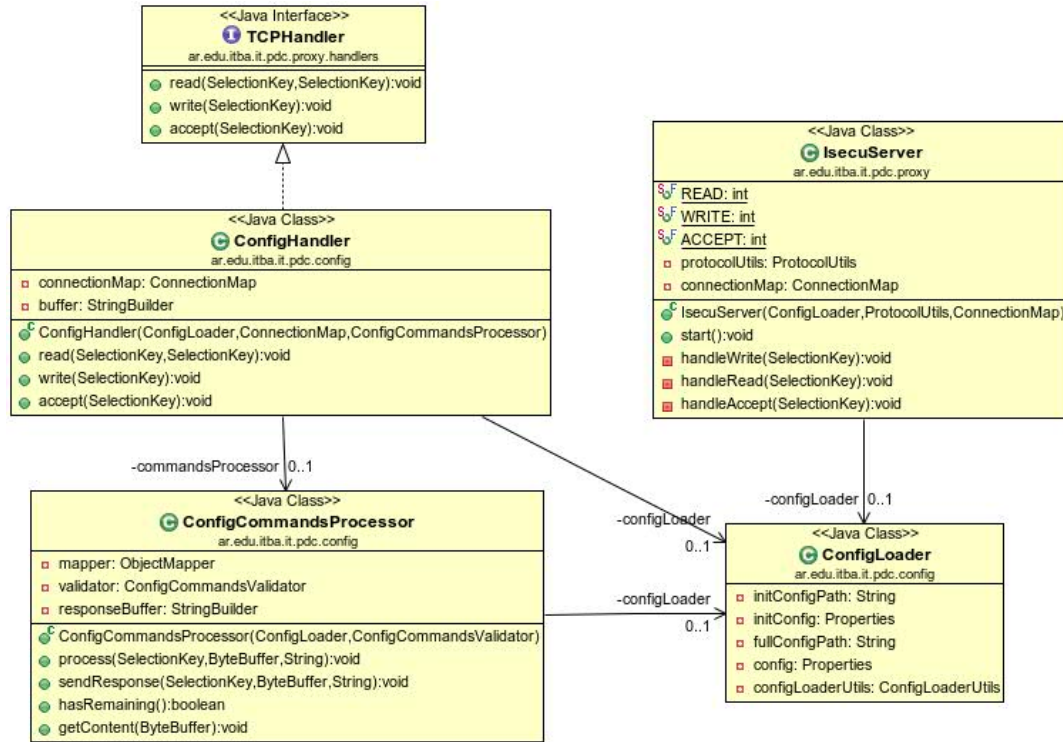 <<Java Interface>>
TCPHandler
ar.edu.itba.it.pdc.proxy.handlers
read(SelectionKey,SelectionKey):void
write(SelectionKey):void
accept(SelectionKey):void
<<Java Class>>
IsecuServer
ar.edu.itba.it.pdc.proxy
READ: int
WRITE: int
ACCEPT: int
protocolUtils: ProtocolUtils
connectionMap: ConnectionMap
IsecuServer(ConfigLoader,ProtocolUtils,ConnectionMap)
start():void
handleWrite(SelectionKey):void
handleRead(SelectionKey):void
handleAccept(SelectionKey):void
<<Java Class>>
ConfigHandler
ar.edu.itba.it.pdc.config
connectionMap: ConnectionMap
buffer: StringBuilder
ConfigHandler(ConfigLoader,ConnectionMap,ConfigCommandsProcessor)
read(SelectionKey,SelectionKey):void
write(SelectionKey):void
accept(SelectionKey):void
-commandsProcessor 0..1
-configLoader
0..1
-configLoader 0..1
<<Java Class>>
ConfigCommandsProcessor
ar.edu.itba.it.pdc.config
mapper: ObjectMapper
validator: ConfigCommandsValidator
responseBuffer: StringBuilder
ConfigCommandsProcessor(ConfigLoader,ConfigCommandsValidator)
process(SelectionKey,ByteBuffer,String):void
sendResponse(SelectionKey,ByteBuffer,String):void
hasRemaining():boolean
getContent(ByteBuffer):void
-configLoader
0..1
<<Java Class>>
ConfigLoader
ar.edu.itba.it.pdc.config
initConfigPath: String
initConfig: Properties
fullConfigPath: String
config: Properties
configLoaderUtils: ConfigLoaderUtils